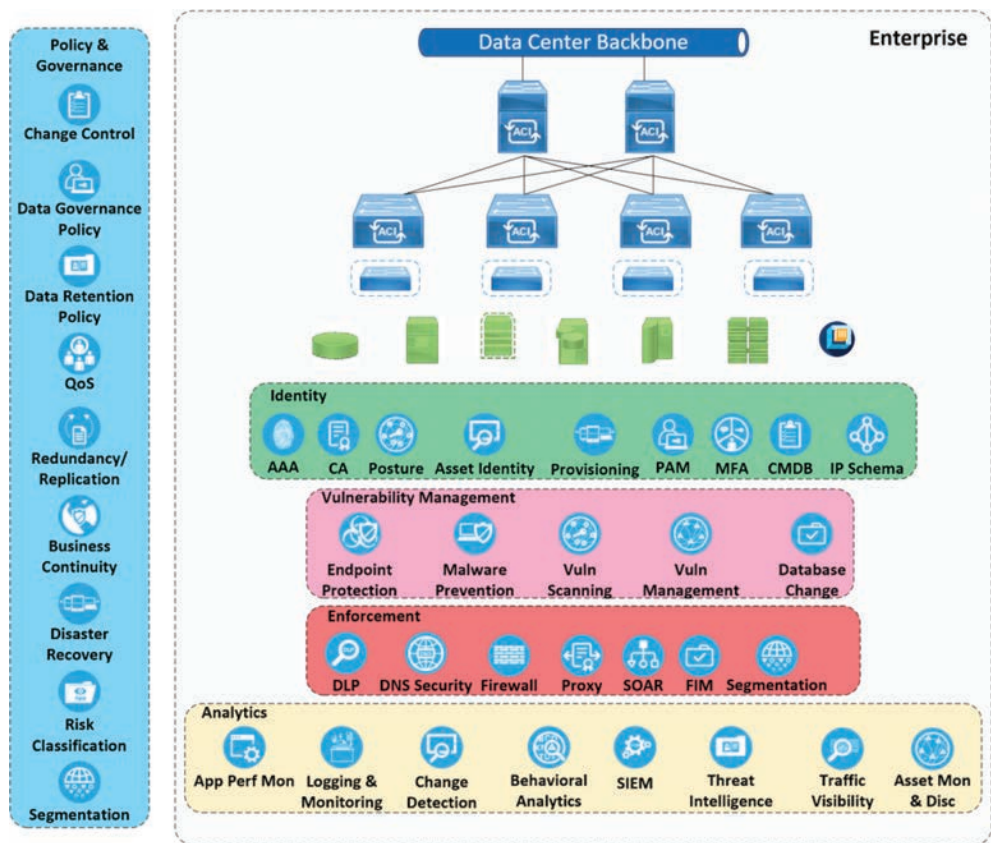 Policy &
Governance
Change Control
Data Governance
Policy
Data Retention
Policy
QoS
Redundancy/
Replication
Business
Continuity
Disaster
Recovery
Risk
Classification
Segmentation
Enterprise
Data Center Backbone
ACI ACI
ACI ACI ACI ACI
Identity
AAA CA Posture Asset Identity Provisioning PAM MFA CMDB IP Schema
Vulnerability Management
Endpoint Malware Vuln Vuln Database
Protection Prevention Scanning Management Change
Enforcement
DLP DNS Security Firewall Proxy SOAR FIM Segmentation
Analytics
App Perf Mon Logging & Change Behavioral SIEM Threat Traffic Asset Mon
Monitoring Detection Analytics Intelligence Visibility & Disc